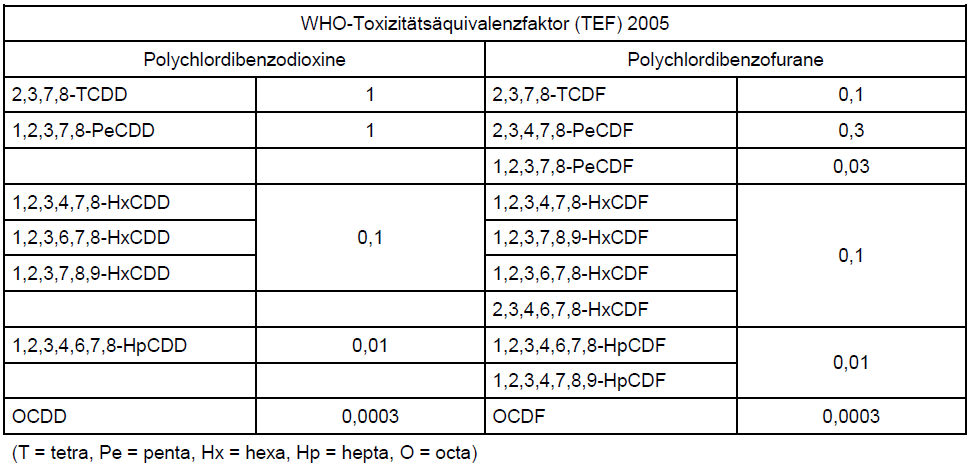 WHO-Toxizitätsäquivalenzfaktor (TEF) 2005
Polychlordibenzodioxine Polychlordibenzofurane
2,3,7,8-TCDD 1 2,3,7,8-TCDF 0,1
1,2,3,7,8-PeCDD 1 2,3,4,7,8-PeCDF 0,3
1,2,3,7,8-PeCDF 0,03
1,2,3,4,7,8-HxCDD 1,2,3,4,7,8-HxCDF
1,2,3,6,7,8-HxCDD 0,1 1,2,3,7,8,9-HxCDF 0,1
1,2,3,7,8,9-HxCDD 1,2,3,6,7,8-HxCDF
2,3,4,6,7,8-HxCDF
1,2,3,4,6,7,8-HpCDD 0,01 1,2,3,4,6,7,8-HpCDF 0,01
1,2,3,4,7,8,9-HpCDF
OCDD 0,0003 OCDF 0,0003
(T = tetra, Pe = penta, Hx = hexa, Hp = hepta, O = octa)